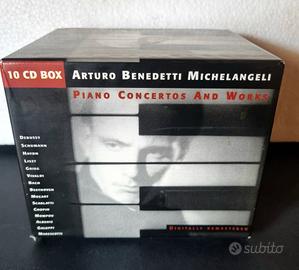 10 CD BOX
ARTURO BENEDETTI MICHELANGELI
PIANO CONCERTOS AND WORKS
DEBUSSY
SCHUMANN
HAYDN
LISZT
GRIEG
VIVALDI
BACH
BEETHOVEN
MOZART
SCARLATTI
CHOPIN
MOMPOU
ALBENIZ
GALUPPI
MARESCOTTI
DIGITALLY REMASTERED
subito